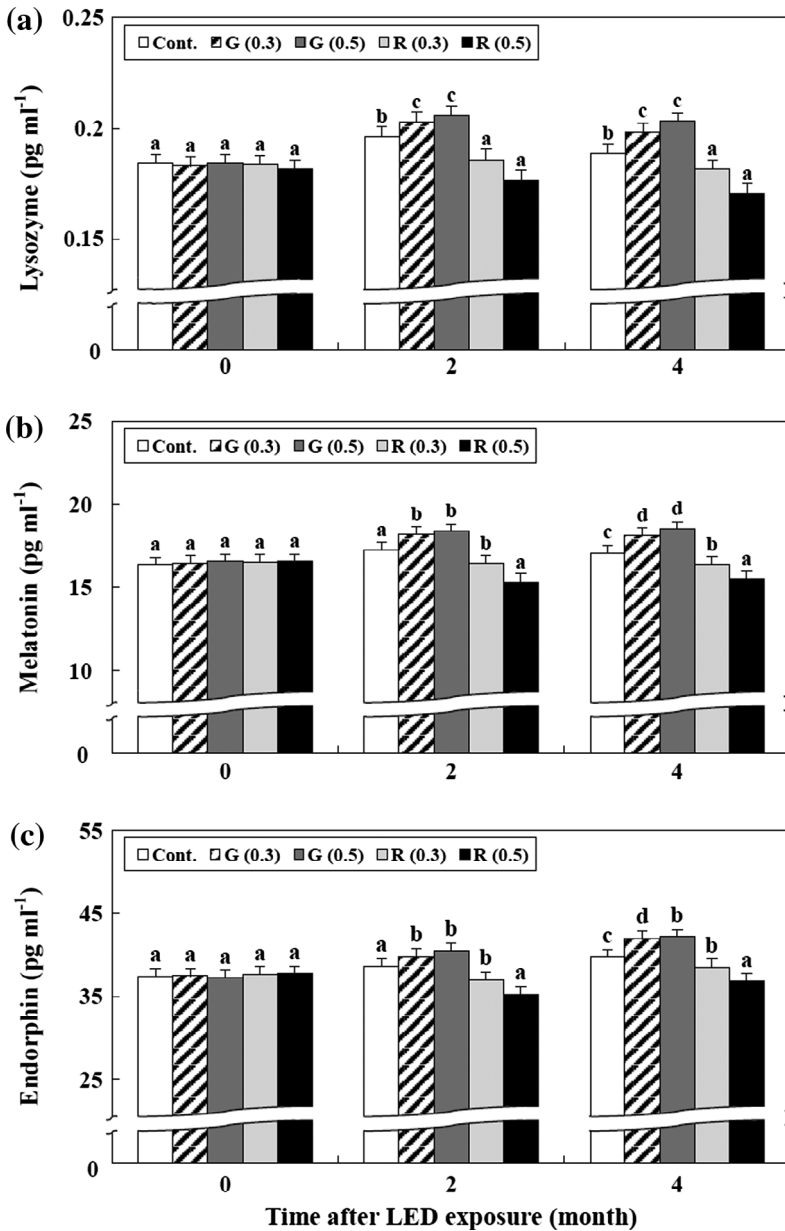 (a)
0.25
Cont. G (0.3) G (0.5) R (0.3) R (0.5)
Lysozyme (pg ml-1)
a a a a a
b c c a a
b c c a a
0.2
0.15
0
0 2 4
(b)
25
Cont. G (0.3) G (0.5) R (0.3) R (0.5)
Melatonin (pg ml-1)
a a a a a
a b b b a
c d d b a
20
15
10
0
0 2 4
(c)
55
Cont. G (0.3) G (0.5) R (0.3) R (0.5)
Endorphin (pg ml-1)
a a a a a
a b b b a
c d b b a
45
35
25
0
0 2 4
Time after LED exposure (month)